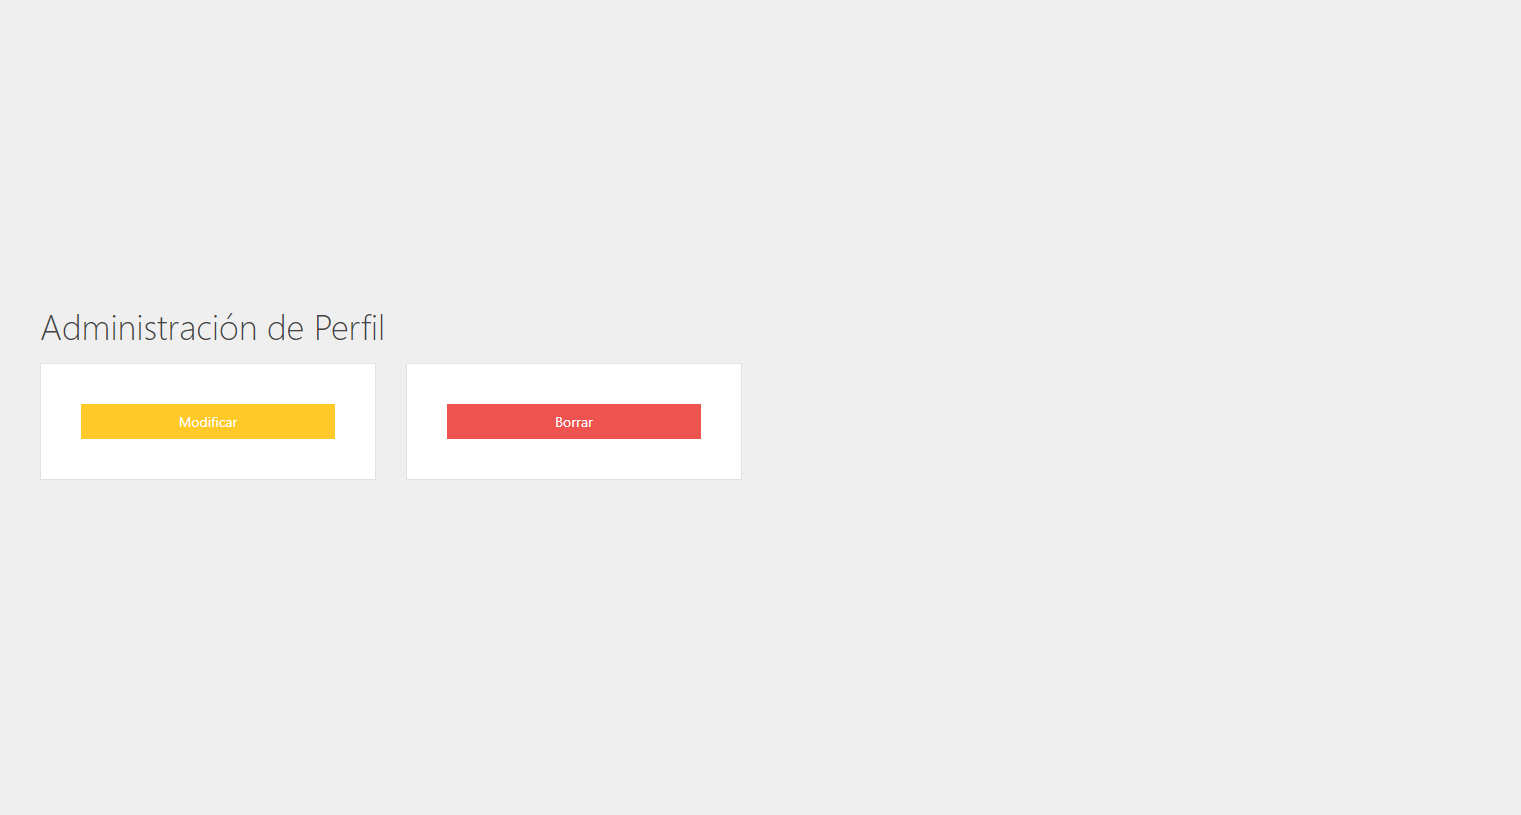 Administración de Perfil
Modificar
Borrar